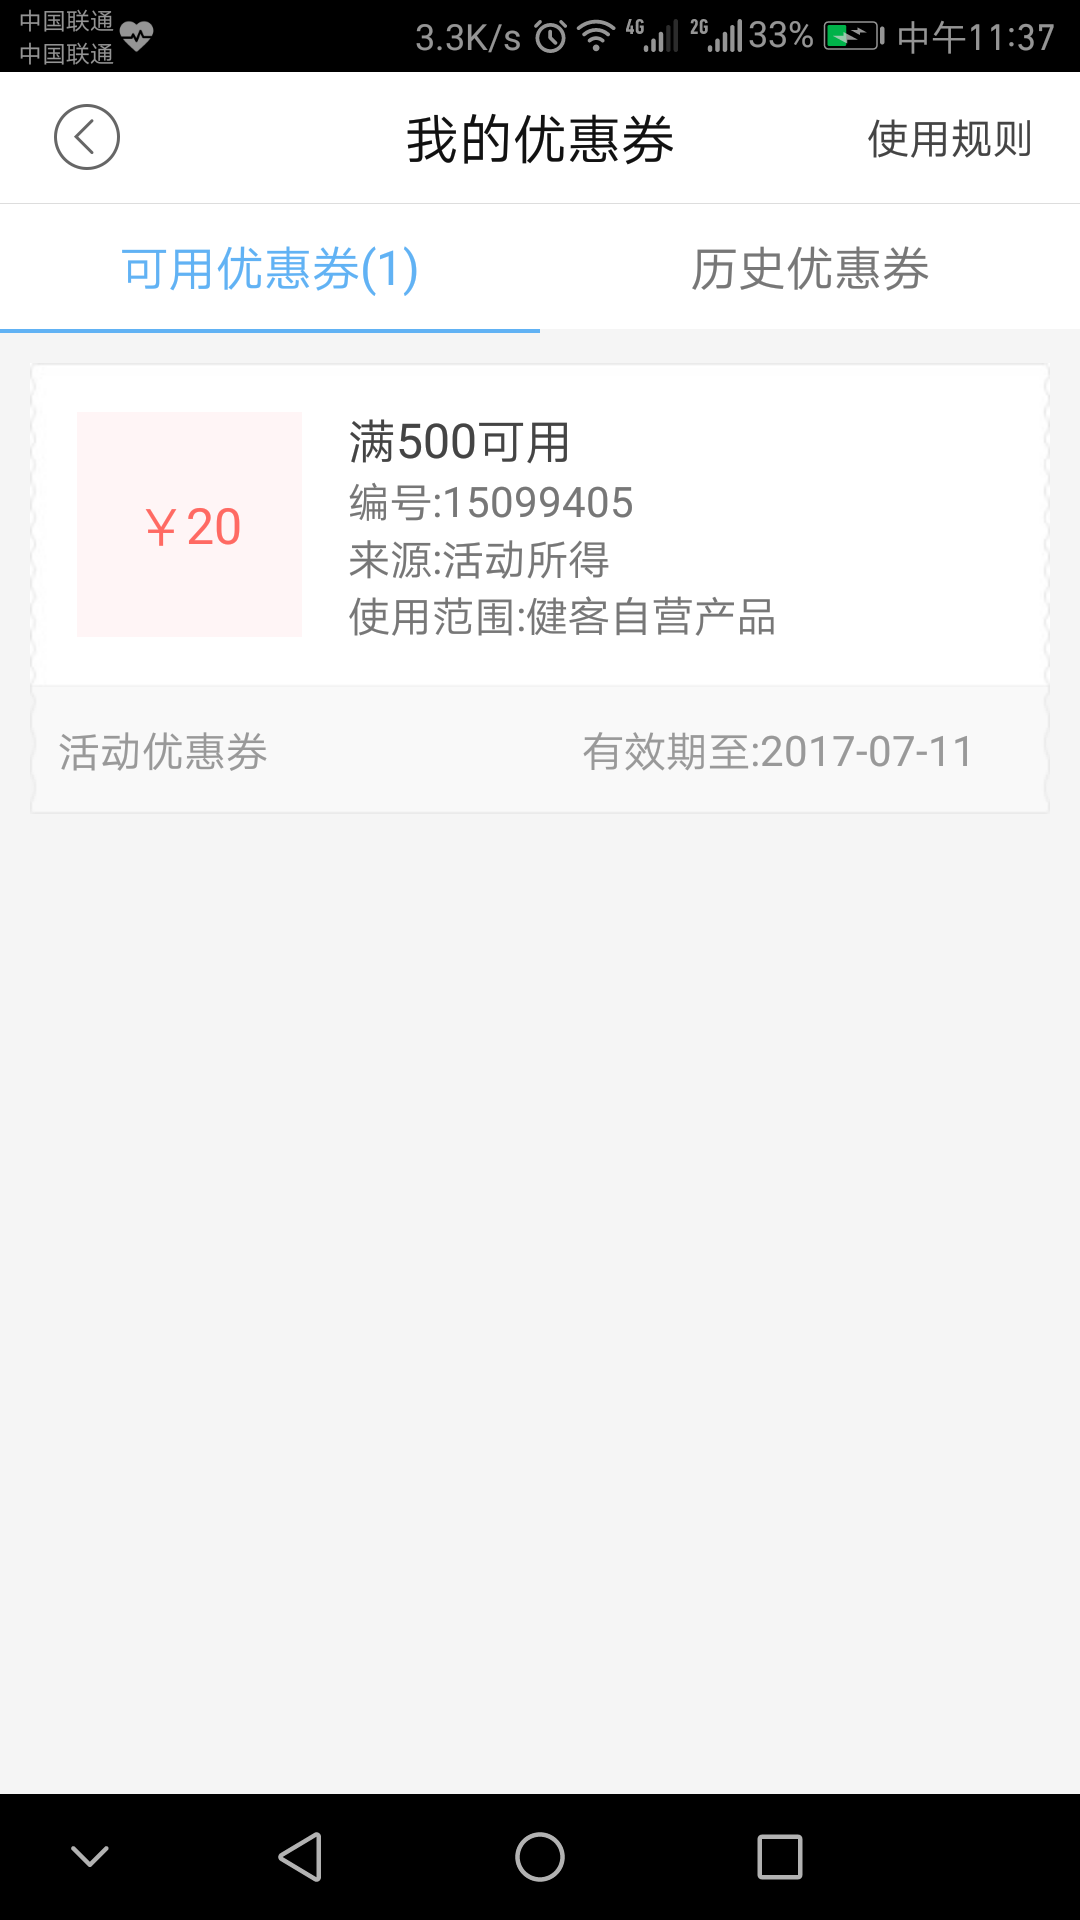 中国联通
中国联通
3.3K/s 4G 2G 33% 中午11:37
我的优惠券 使用规则
可用优惠券(1) 历史优惠券
￥20
满500可用
编号:15099405
来源:活动所得
使用范围:健客自营产品
活动优惠券 有效期至:2017-07-11